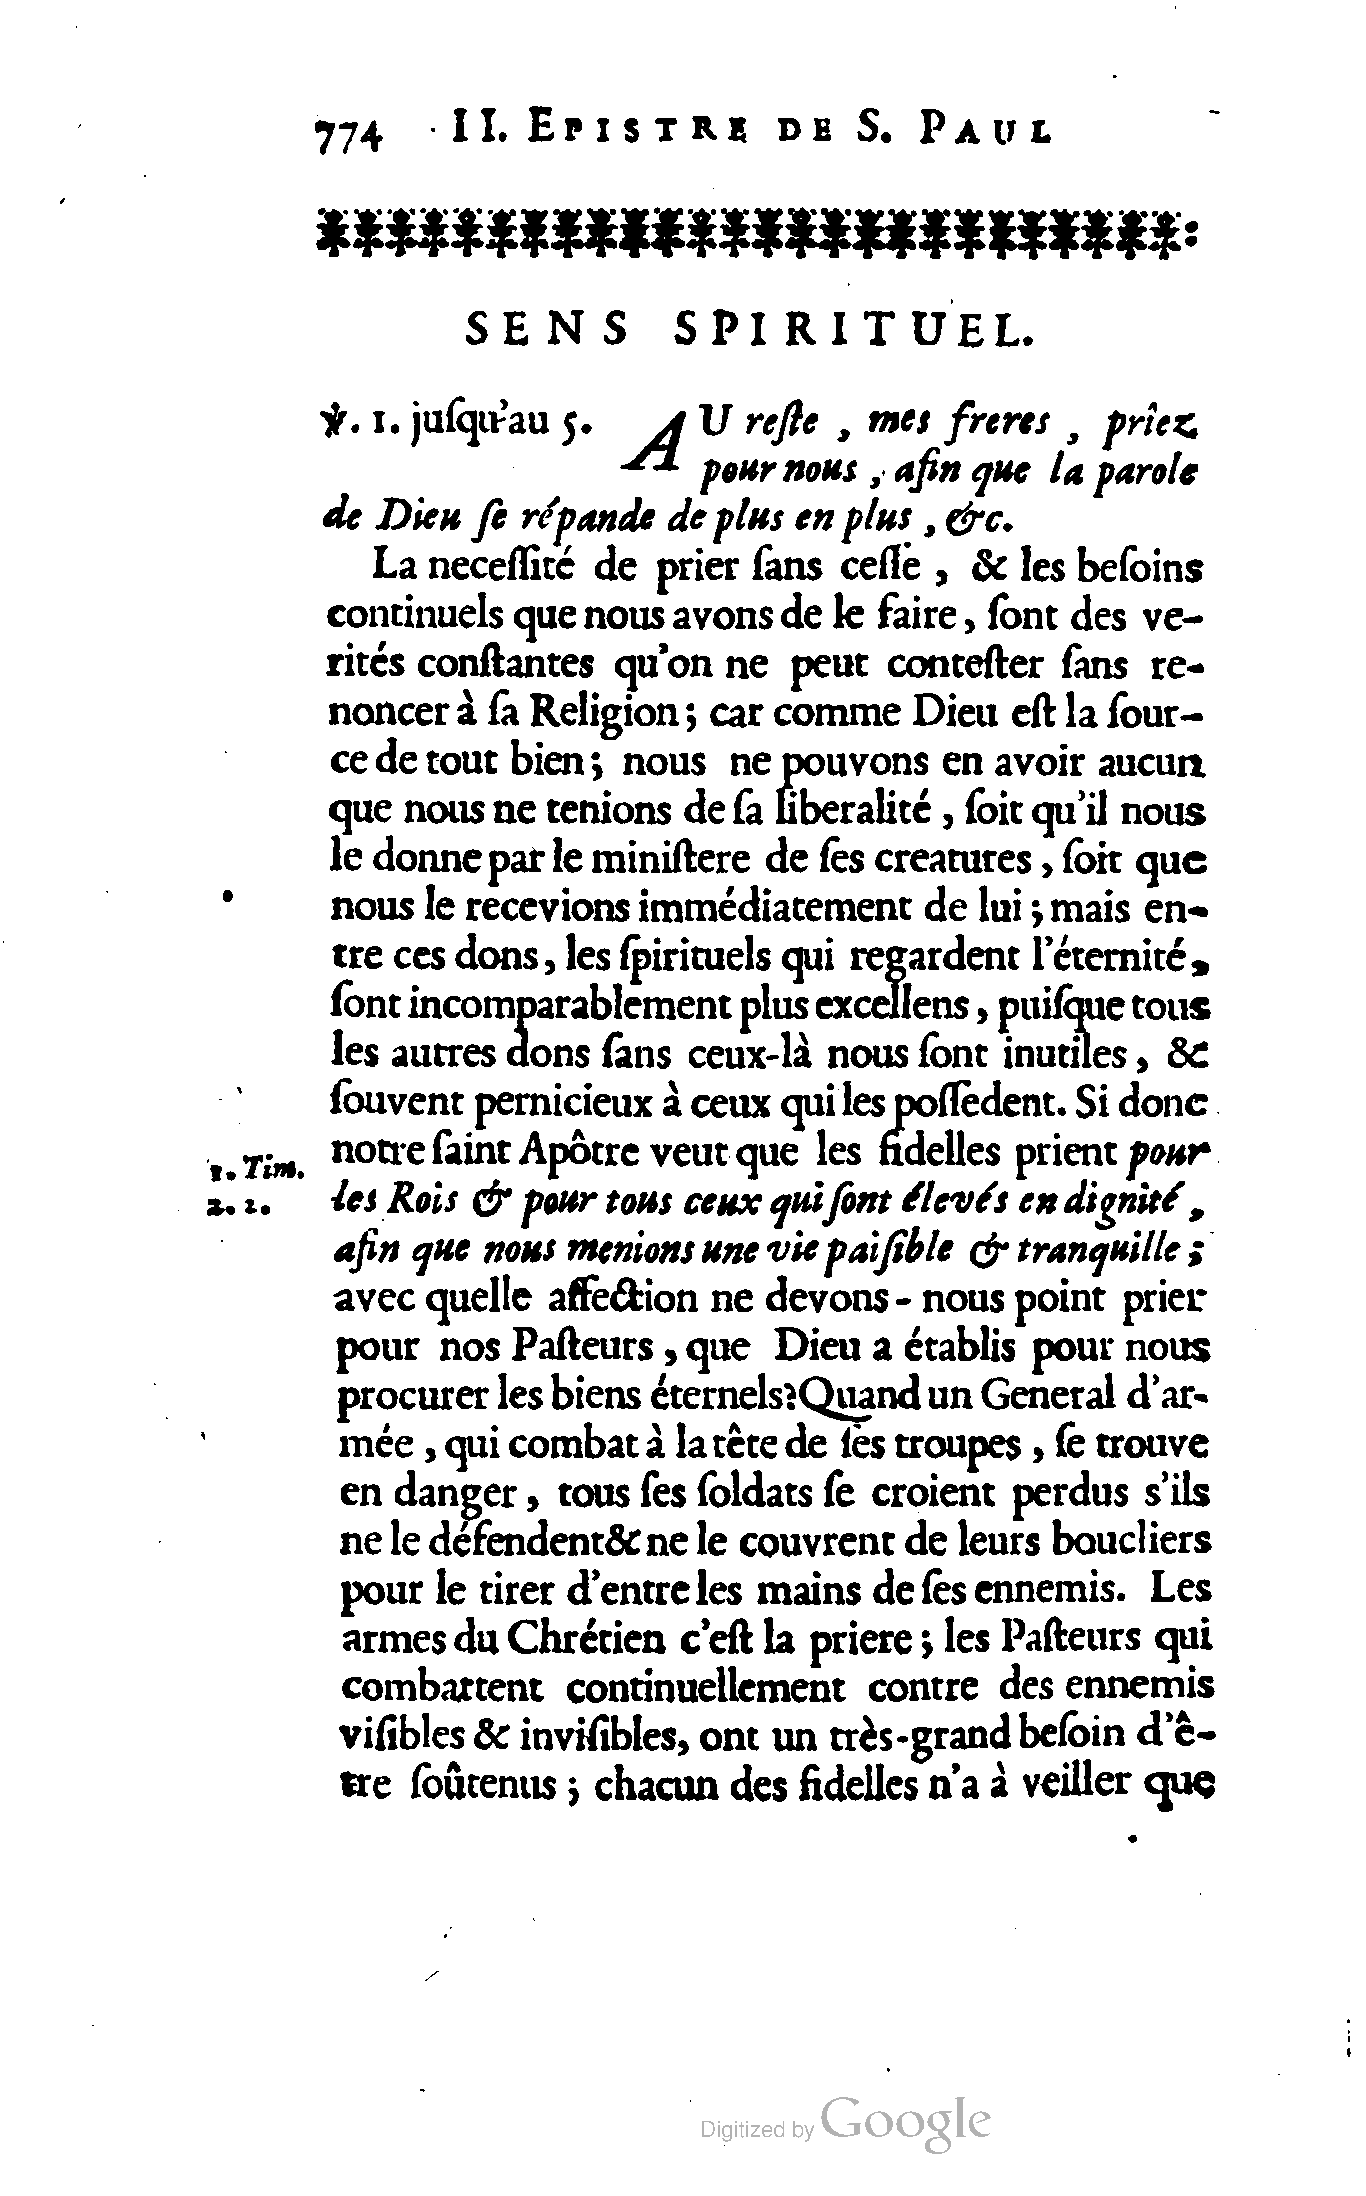 774 II. EPISTRE DE S. PAUL
SENS SPIRITUEL.
℣. 1. juſqu'au 5. AU reſte, mes freres, priez
pour nous, afin que la parole
de Dieu ſe répande de plus en plus, &c.
La neceſſité de prier ſans ceſſe, & les beſoins
continuels que nous avons de le faire, ſont des ve-
rités conſtantes qu'on ne peut conteſter ſans re-
noncer à ſa Religion; car comme Dieu eſt la ſour-
ce de tout bien; nous ne pouvons en avoir aucun
que nous ne tenions de ſa liberalité, ſoit qu'il nous
le donne par le miniſtere de ſes creatures, ſoit que
nous le recevions immédiatement de lui; mais en-
tre ces dons, les ſpirituels qui regardent l'éternité,
ſont incomparablement plus excellens, puiſque tous
les autres dons ſans ceux-là nous ſont inutiles, &
ſouvent pernicieux à ceux qui les poſſedent. Si donc
notre ſaint Apôtre veut que les fidelles prient pour
1. Tim.
2. 2.
les Rois & pour tous ceux qui ſont élevés en dignité,
afin que nous menions une vie paiſible & tranquille;
avec quelle affection ne devons-nous point prier
pour nos Paſteurs, que Dieu a établis pour nous
procurer les biens éternels? Quand un General d'ar-
mée, qui combat à la tête de ſes troupes, ſe trouve
en danger, tous ſes ſoldats ſe croient perdus s'ils
ne le défendent & ne le couvrent de leurs boucliers
pour le tirer d'entre les mains de ſes ennemis. Les
armes du Chrétien c'eſt la priere; les Paſteurs qui
combattent continuellement contre des ennemis
viſibles & inviſibles, ont un très-grand beſoin d'ê-
tre ſoûtenus; chacun des fidelles n'a à veiller que
Digitized by Google